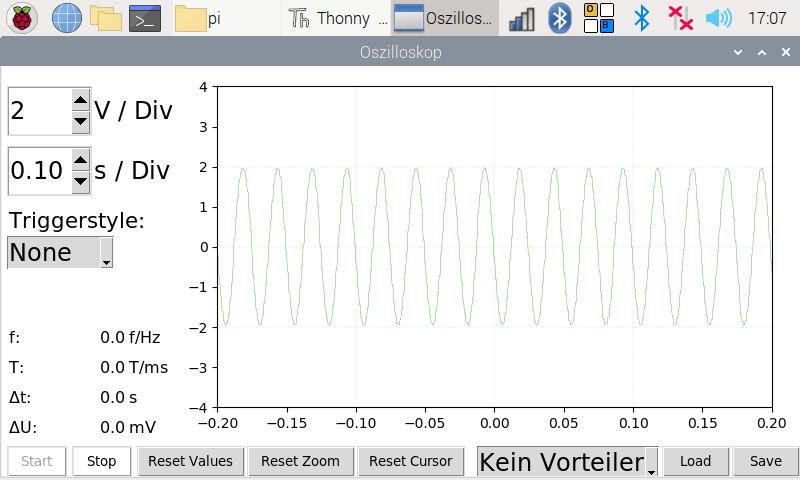 pi Thonny ... Oszillos... O B 17:07
Oszilloskop
2 V / Div
0.10 s / Div
Triggerstyle:
None
f: 0.0 f/Hz
T: 0.0 T/ms
Δt: 0.0 s
ΔU: 0.0 mV
4
3
2
1
0
−1
−2
−3
−4
−0.20 −0.15 −0.10 −0.05 0.00 0.05 0.10 0.15 0.20
Start Stop Reset Values Reset Zoom Reset Cursor Kein Vorteiler Load Save